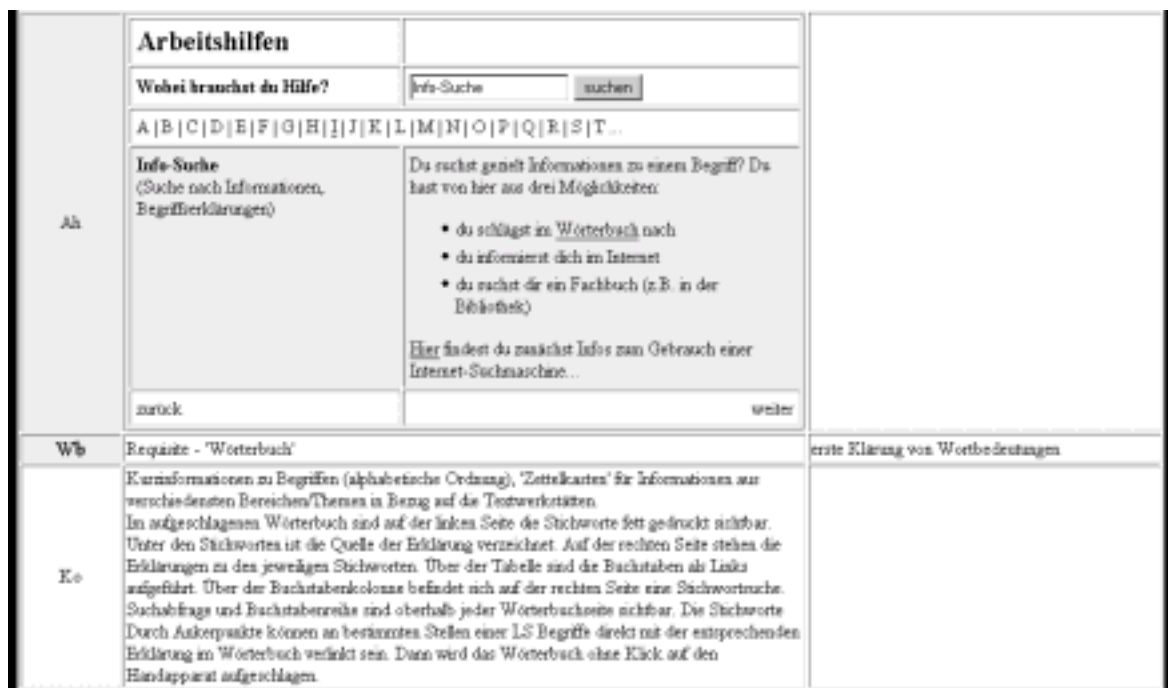 Arbeitshilfen
Wobei brauchst du Hilfe? Info-Suche suchen
A|B|C|D|E|F|G|H|I|J|K|L|M|N|O|P|Q|R|S|T...
Ah
Info-Suche
(Suche nach Informationen,
Begriffserklärungen)
Du suchst gezielt Informationen zu einem Begriff? Du
hast von hier aus drei Möglichkeiten:
• du schlägst im Wörterbuch nach
• du informierst dich im Internet
• du suchst dir ein Fachbuch (z.B. in der
Bibliothek)
Hier findest du zunächst Infos zum Gebrauch einer
Internet-Suchmaschine...
zurück weiter
Wb Requisite - 'Wörterbuch' erste Klärung von Wortbedeutungen
Ko
Kurzinformationen zu Begriffen (alphabetische Ordnung), 'Zettelkasten' für Informationen aus
verschiedensten Bereichen/Themen in Bezug auf die Textwerkstätten.
Im aufgeschlagenen Wörterbuch sind auf der linken Seite die Stichworte fett gedruckt sichtbar.
Unter den Stichworten ist die Quelle der Erklärung verzeichnet. Auf der rechten Seite stehen die
Erklärungen zu den jeweiligen Stichworten. Über der Tabelle sind die Buchstaben als Links
aufgeführt. Über der Buchstabenkolonne befindet sich auf der rechten Seite eine Stichwortsuche.
Suchabfrage und Buchstabenreihe sind oberhalb jeder Wörterbuchseite sichtbar. Die Stichworte
Durch Ankerpunkte können an bestimmten Stellen einer LS Begriffe direkt mit der entsprechenden
Erklärung im Wörterbuch verlinkt sein. Dann wird das Wörterbuch ohne Klick auf den
Handapparat aufgeschlagen.